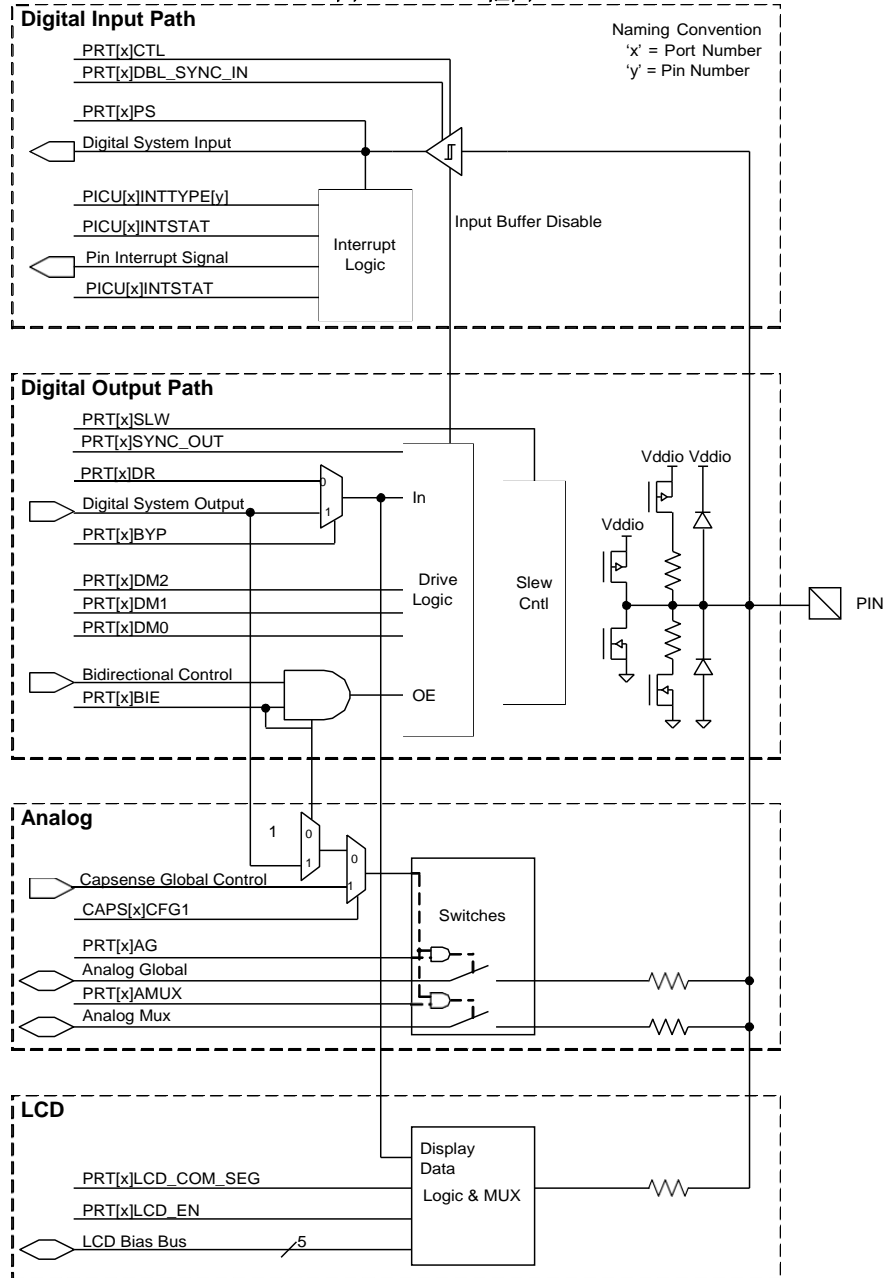 Digital Input Path
Naming Convention
'x' = Port Number
'y' = Pin Number
PRT[x]CTL
PRT[x]DBL_SYNC_IN
PRT[x]PS
Digital System Input
PICU[x]INTTYPE[y]
PICU[x]INTSTAT
Pin Interrupt Signal
PICU[x]INTSTAT
Interrupt
Logic
Input Buffer Disable
Digital Output Path
PRT[x]SLW
PRT[x]SYNC_OUT
PRT[x]DR
Digital System Output
PRT[x]BYP
0
1
In
PRT[x]DM2
PRT[x]DM1
PRT[x]DM0
Drive
Logic
Slew
Cntl
Bidirectional Control
PRT[x]BIE
OE
Vddio Vddio
Vddio
PIN
Analog
1
0
1
0
1
Capsense Global Control
CAPS[x]CFG1
Switches
PRT[x]AG
Analog Global
PRT[x]AMUX
Analog Mux
LCD
Display
Data
Logic & MUX
PRT[x]LCD_COM_SEG
PRT[x]LCD_EN
LCD Bias Bus
5